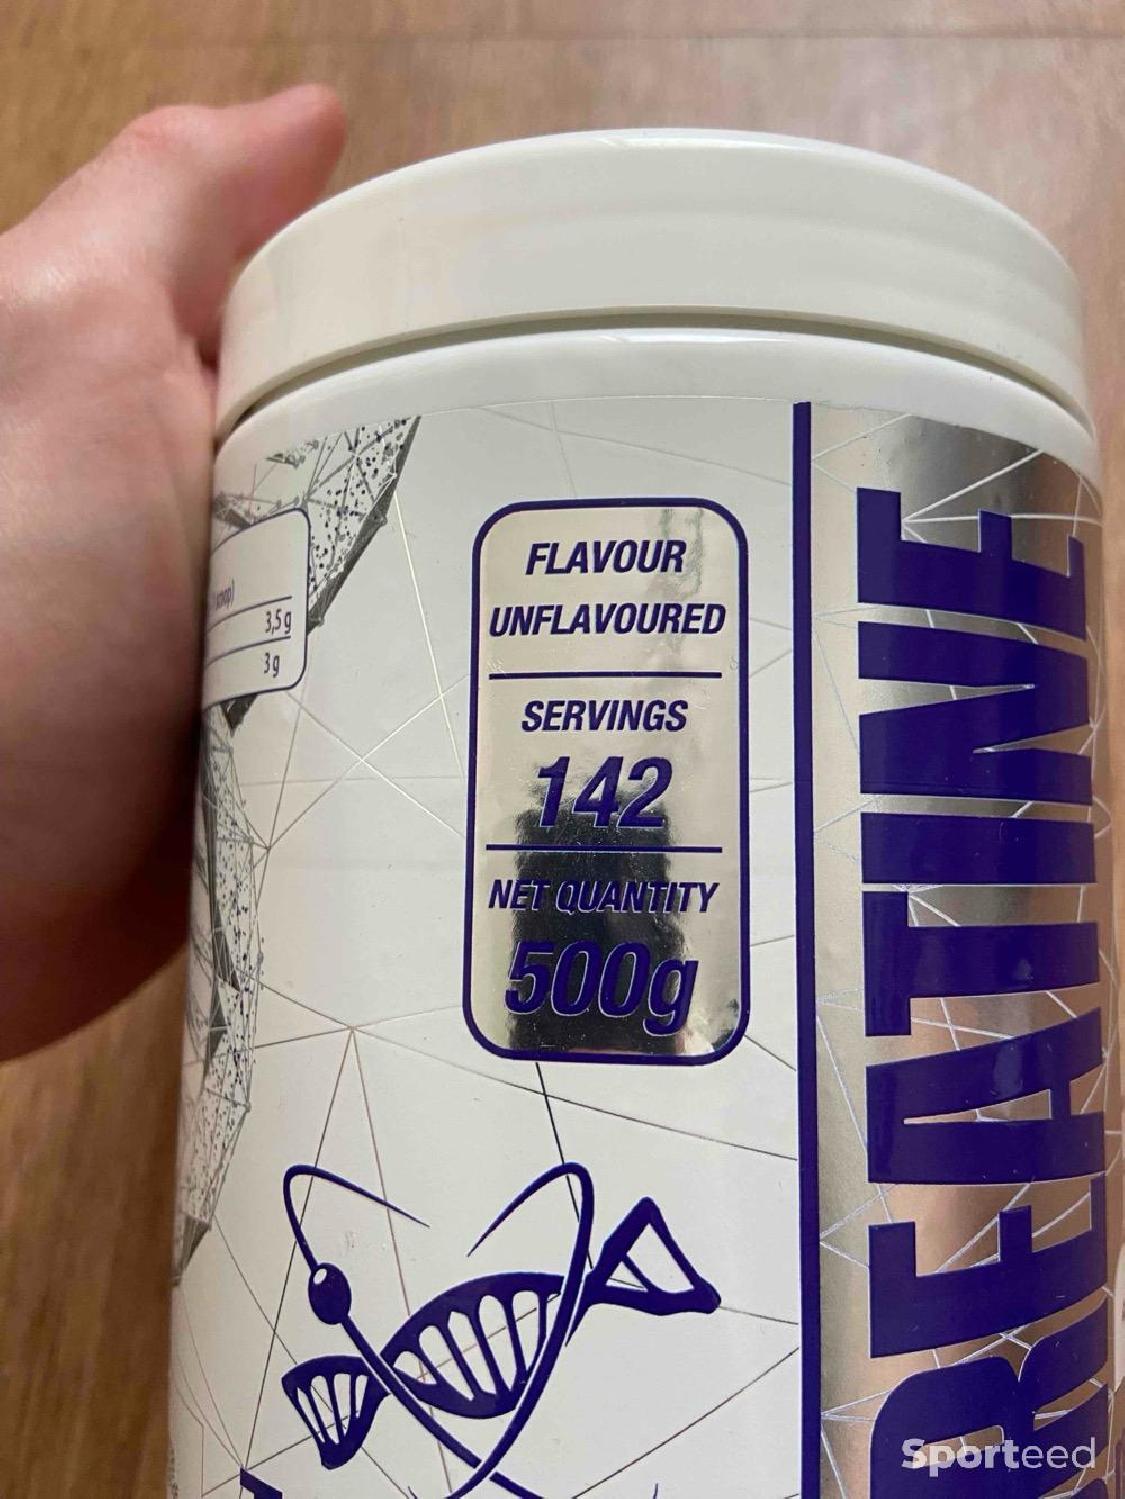 3,5g
3g
FLAVOUR
UNFLAVOURED
SERVINGS
142
NET QUANTITY
500g
CREATINE
Sporteed